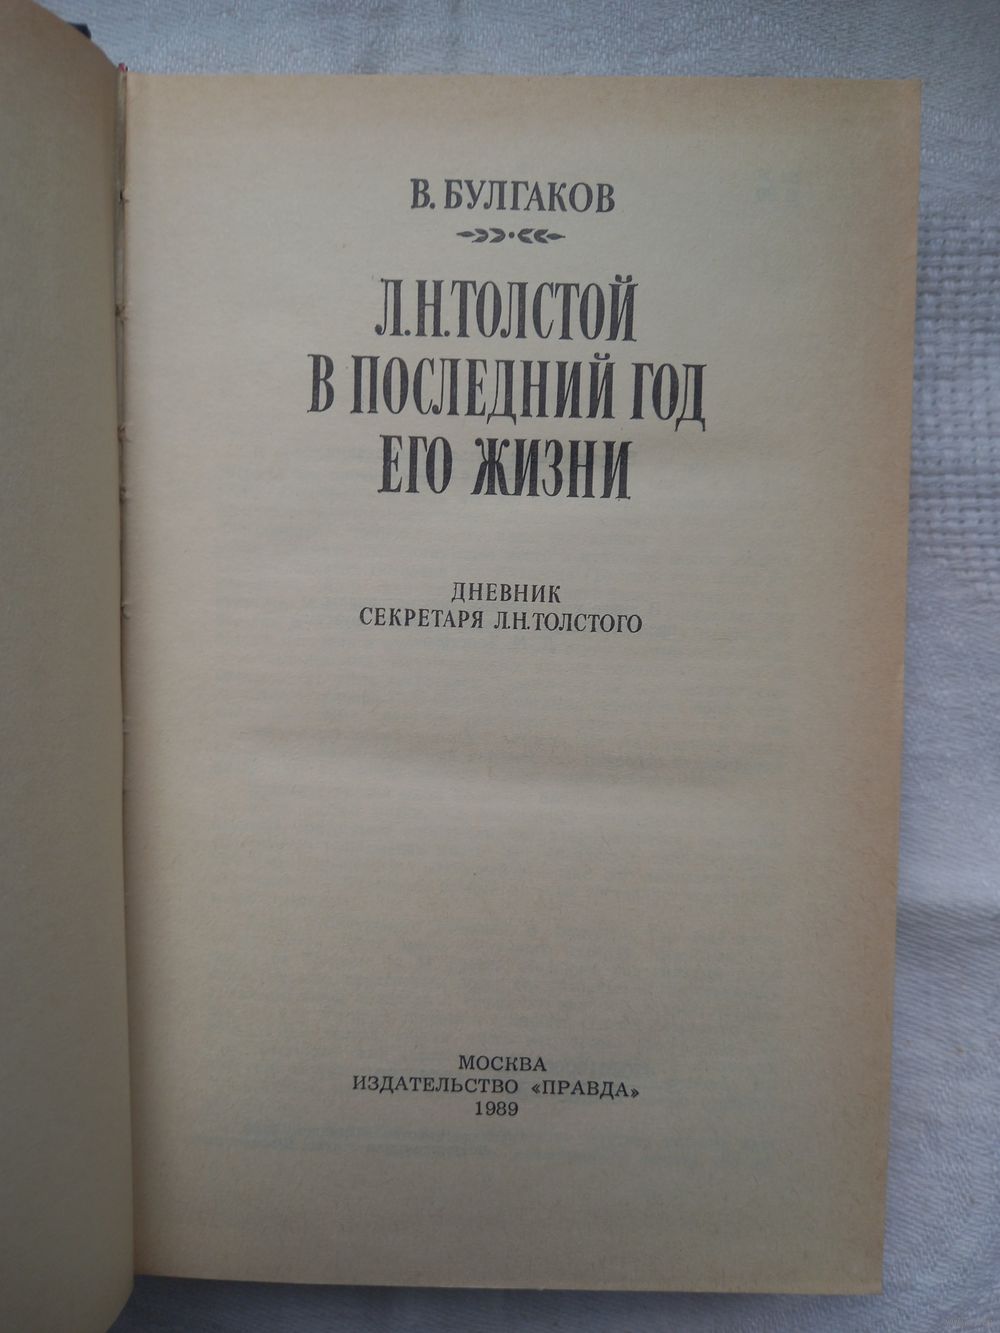 В. БУЛГАКОВ
Л.Н.ТОЛСТОЙ
В ПОСЛЕДНИЙ ГОД
ЕГО ЖИЗНИ
ДНЕВНИК
СЕКРЕТАРЯ Л.Н.ТОЛСТОГО
МОСКВА
ИЗДАТЕЛЬСТВО «ПРАВДА»
1989